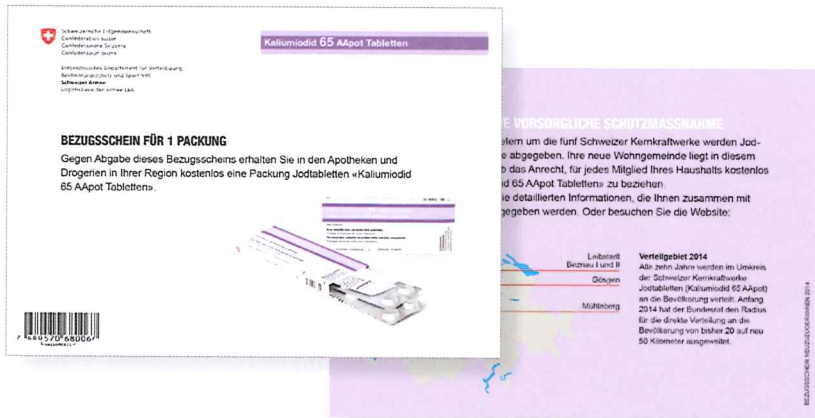 Schweizerische Eidgenossenschaft
Confédération suisse
Confederazione Svizzera
Confederaziun svizra
Eidgenössisches Departement für Verteidigung,
Bevölkerungsschutz und Sport VBS
Schweizer Armee
Logistikbasis der Armee LBA
Kaliumiodid 65 AApot Tabletten
BEZUGSSCHEIN FÜR 1 PACKUNG
Gegen Abgabe dieses Bezugsscheins erhalten Sie in den Apotheken und
Drogerien in Ihrer Region kostenlos eine Packung Jodtabletten «Kaliumiodid
65 AApot Tabletten».
E VORSORGLICHE SCHUTZMASSNAHME
etern um die fünf Schweizer Kernkraftwerke werden Jod-
e abgegeben. Ihre neue Wohngemeinde liegt in diesem
b das Anrecht, für jedes Mitglied Ihres Haushalts kostenlos
id 65 AApot Tabletten» zu beziehen.
ie detaillierten Informationen, die Ihnen zusammen mit
gegeben werden. Oder besuchen Sie die Website:
Leibstadt
Beznau I und II
Gösgen
Mühleberg
Verteilgebiet 2014
Alle zehn Jahre werden im Umkreis
der Schweizer Kernkraftwerke
Jodtabletten (Kaliumiodid 65 AApot)
an die Bevölkerung verteilt. Anfang
2014 hat der Bundesrat den Radius
für die direkte Verteilung an die
Bevölkerung von bisher 20 auf neu
50 Kilometer ausgeweitet.
BEZUGSSCHEIN NEUZUZÜGER/INNEN 2014
7 680570 68006